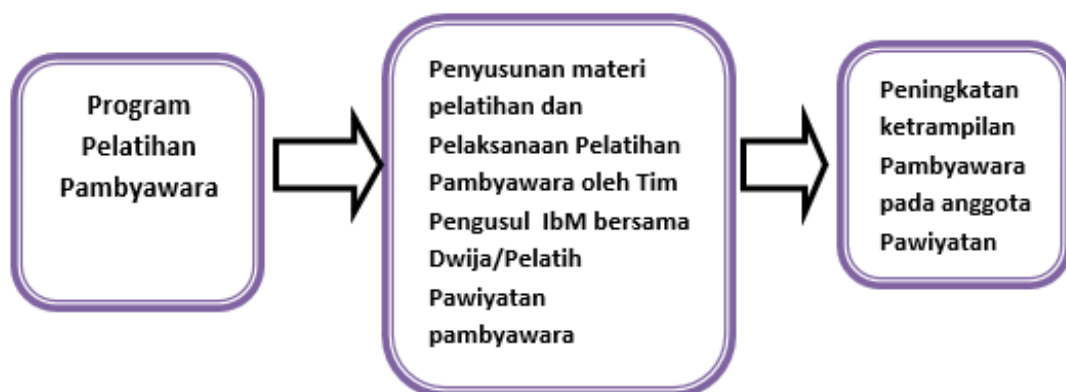 Program
Pelatihan
Pambyawara
Penyusunan materi
pelatihan dan
Pelaksanaan Pelatihan
Pambyawara oleh Tim
Pengusul IbM bersama
Dwija/Pelatih
Pawiyatan
pambyawara
Peningkatan
ketrampilan
Pambyawara
pada anggota
Pawiyatan